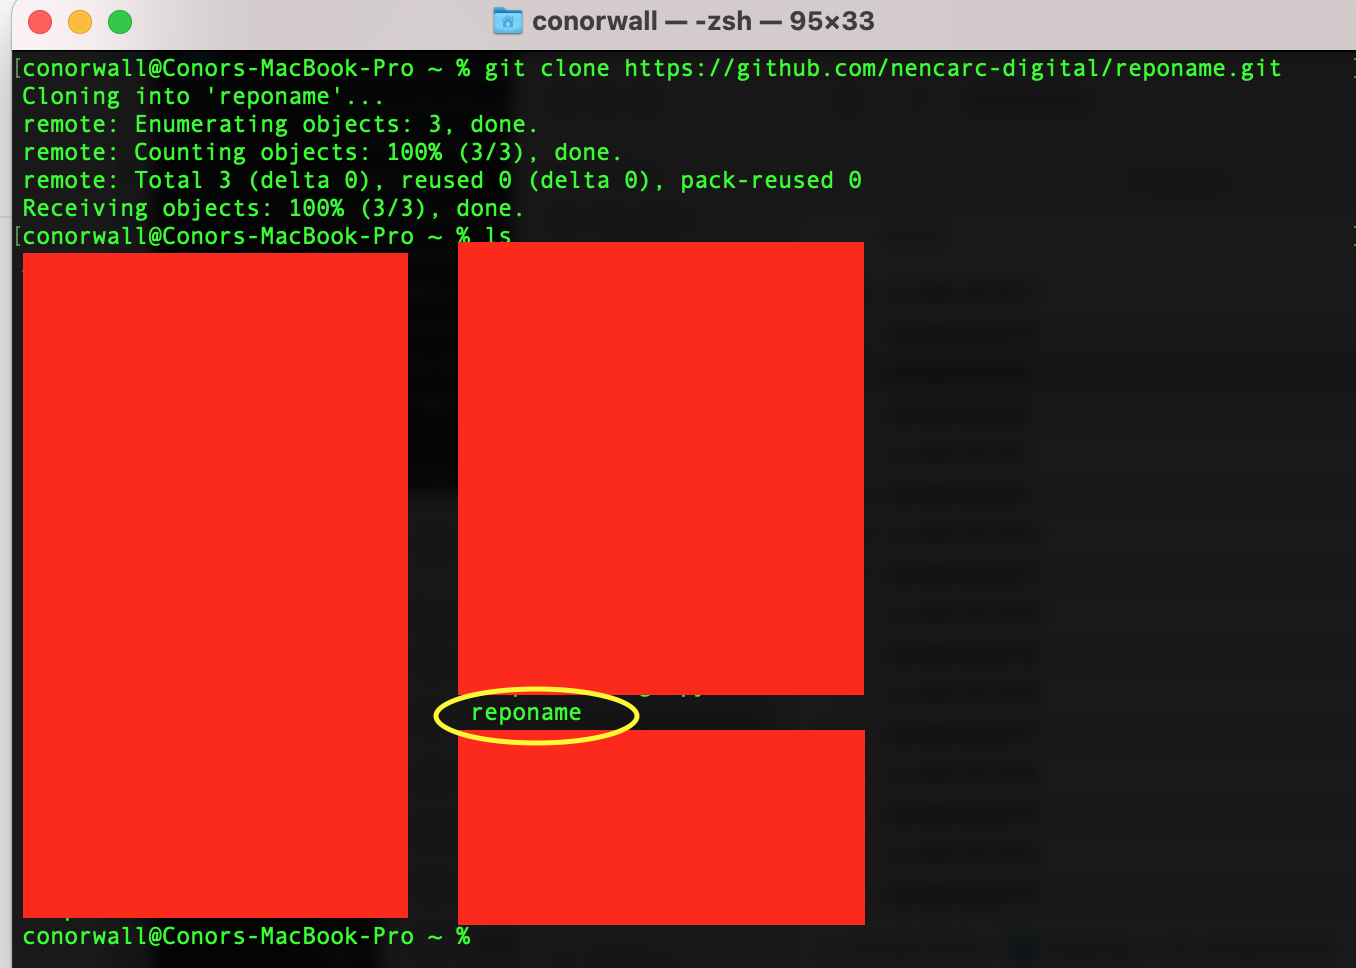 conorwall — -zsh — 95×33
[conorwall@Conors-MacBook-Pro ~ % git clone https://github.com/nencarc-digital/reponame.git ]
Cloning into 'reponame'...
remote: Enumerating objects: 3, done.
remote: Counting objects: 100% (3/3), done.
remote: Total 3 (delta 0), reused 0 (delta 0), pack-reused 0
Receiving objects: 100% (3/3), done.
[conorwall@Conors-MacBook-Pro ~ % ls ]
reponame
conorwall@Conors-MacBook-Pro ~ %